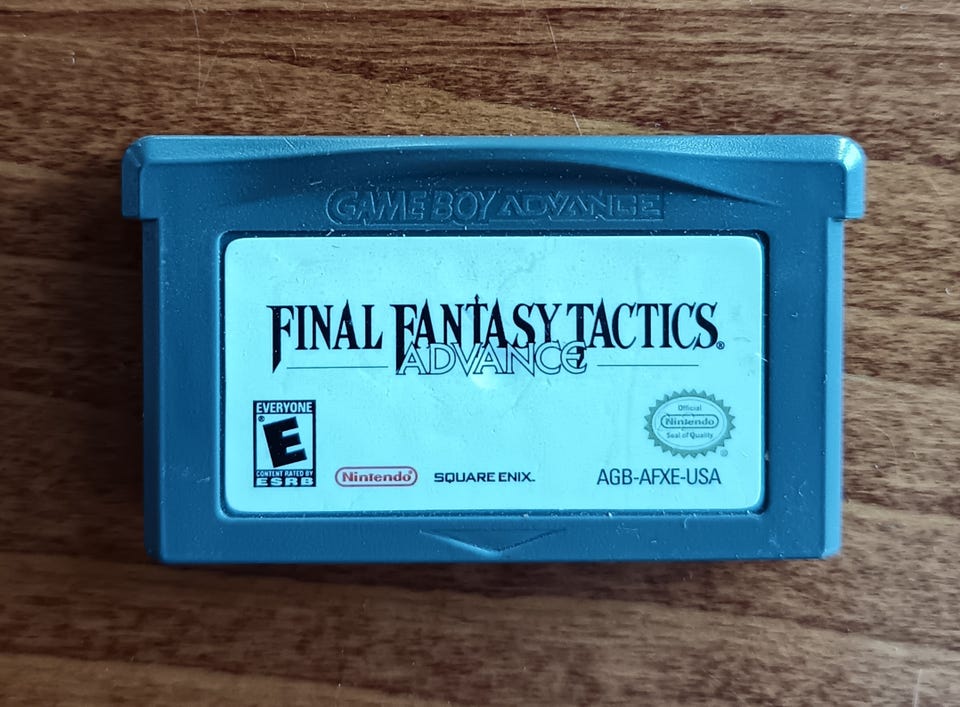 GAME BOY ADVANCE
FINAL FANTASY TACTICS®
ADVANCE
EVERYONE
E®
CONTENT RATED BY
ESRB
Nintendo®
SQUARE ENIX™
Official
Nintendo
Seal of Quality
®
AGB-AFXE-USA